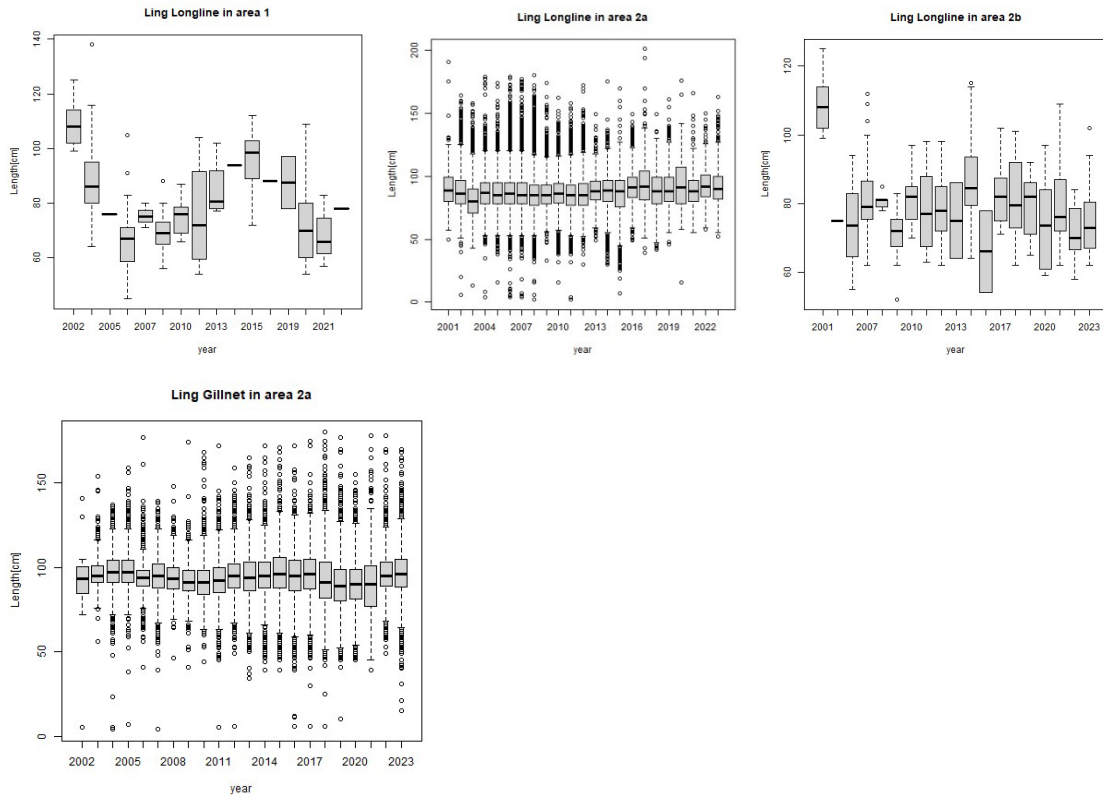 Ling Longline in area 1
Length[cm]
140
120
100
80
60
2002 2005 2007 2010 2013 2015 2019 2021
year
Ling Longline in area 2a
Length[cm]
200
150
100
50
0
2001 2004 2007 2010 2013 2016 2019 2022
year
Ling Longline in area 2b
Length[cm]
120
100
80
60
2001 2007 2010 2014 2017 2020 2023
year
Ling Gillnet in area 2a
Length[cm]
150
100
50
0
2002 2005 2008 2011 2014 2017 2020 2023
year